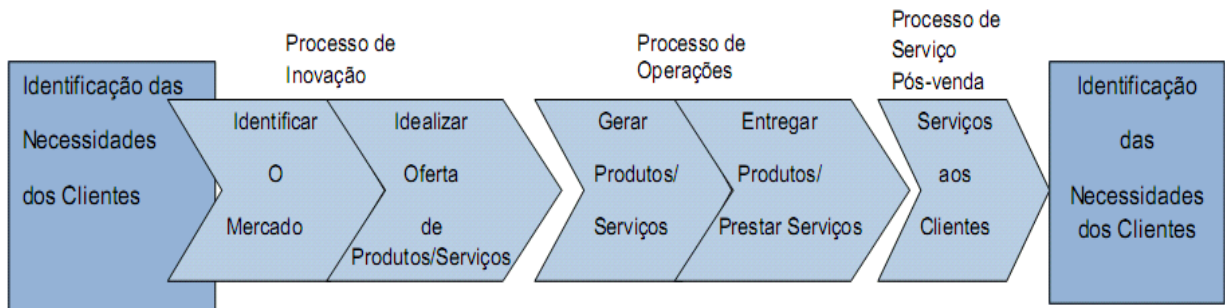 Processo de
Inovação
Processo de
Operações
Processo de
Serviço
Pós-venda
Identificação das
Necessidades
dos Clientes
Identificar
O
Mercado
Idealizar
Oferta
de
Produtos/Serviços
Gerar
Produtos/
Serviços
Entregar
Produtos/
Prestar Serviços
Serviços
aos
Clientes
Identificação
das
Necessidades
dos Clientes